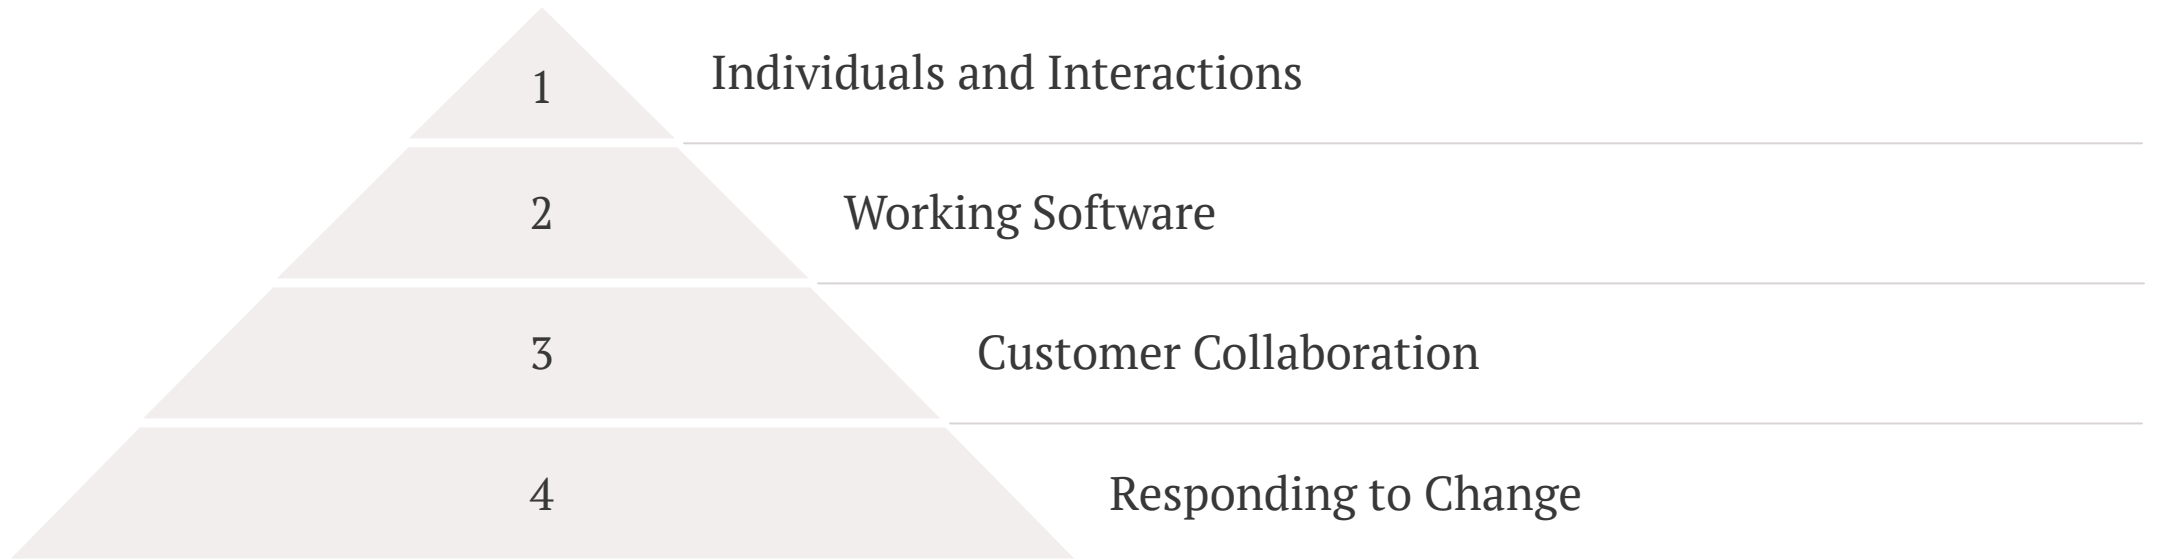 1 Individuals and Interactions
2 Working Software
3 Customer Collaboration
4 Responding to Change